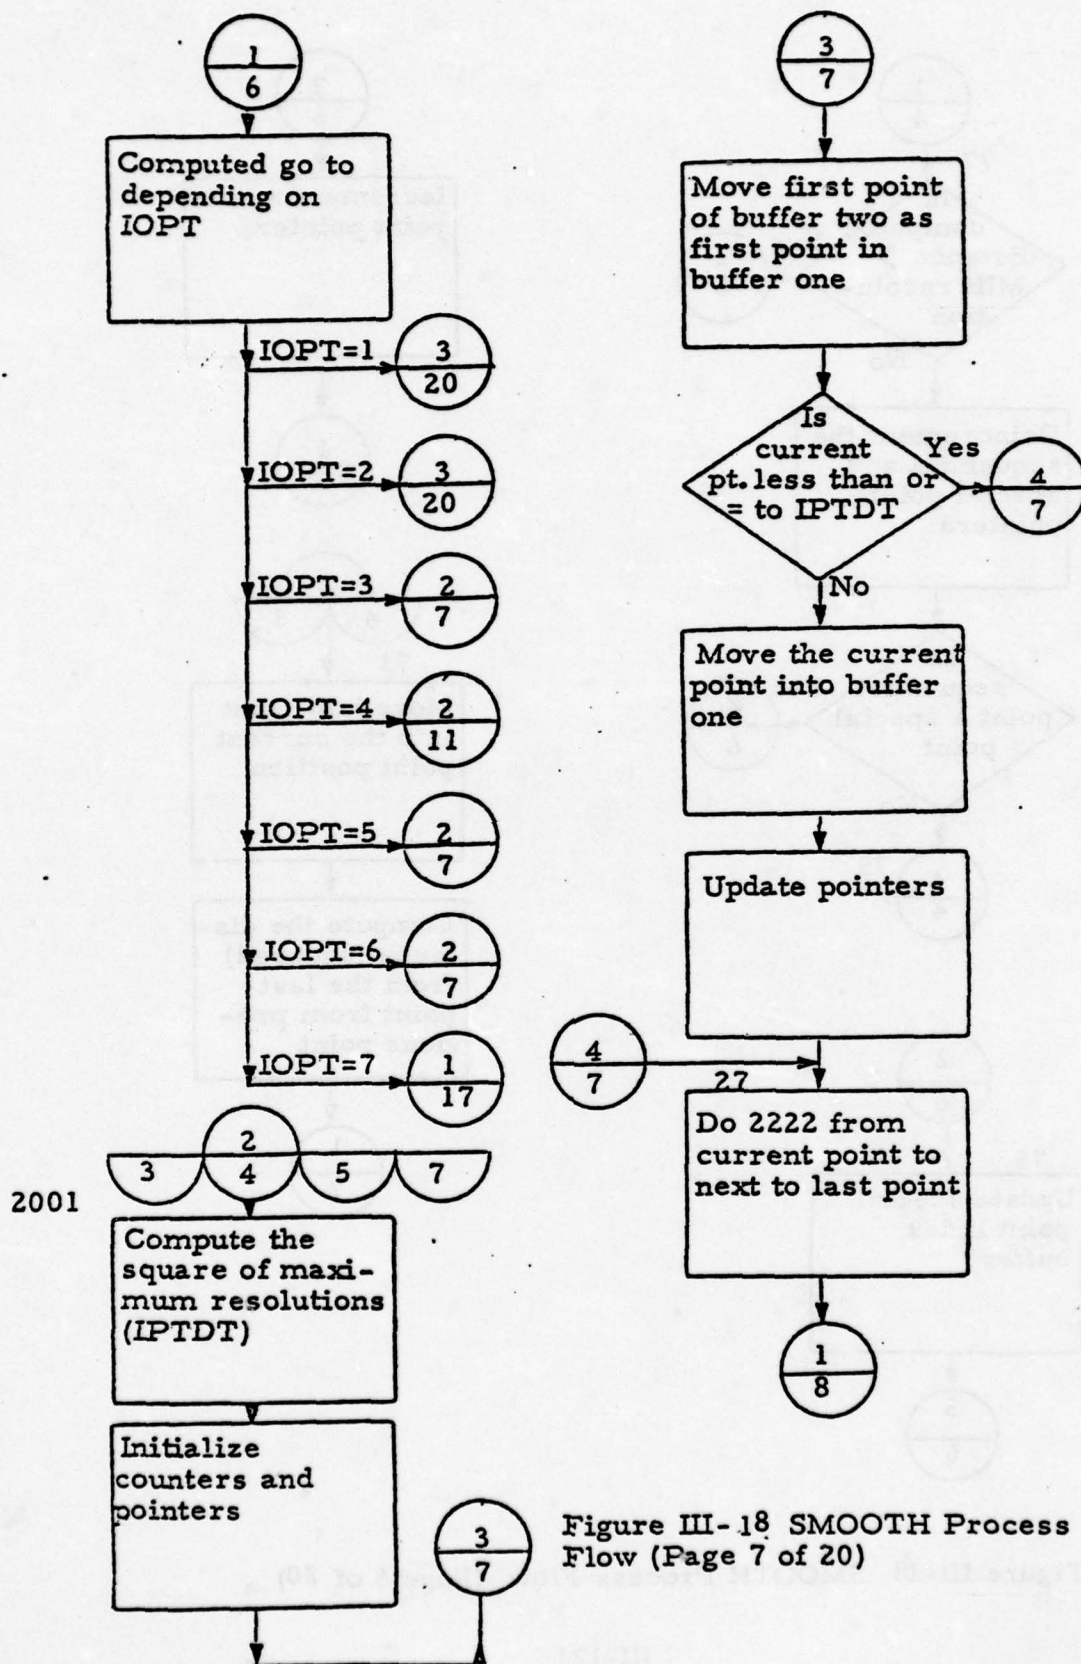 1
6
Computed go to
depending on
IOPT
IOPT=1
3
20
IOPT=2
3
20
IOPT=3
2
7
IOPT=4
2
11
IOPT=5
2
7
IOPT=6
2
7
IOPT=7
1
17
2
3
4
5
7
2001
Compute the
square of maxi-
mum resolutions
(IPTDT)
Initialize
counters and
pointers
3
7
3
7
Move first point
of buffer two as
first point in
buffer one
Is
current
pt. less than or
= to IPTDT
Yes
4
7
No
Move the current
point into buffer
one
Update pointers
4
7
27
Do 2222 from
current point to
next to last point
1
8
Figure III-18 SMOOTH Process
Flow (Page 7 of 20)